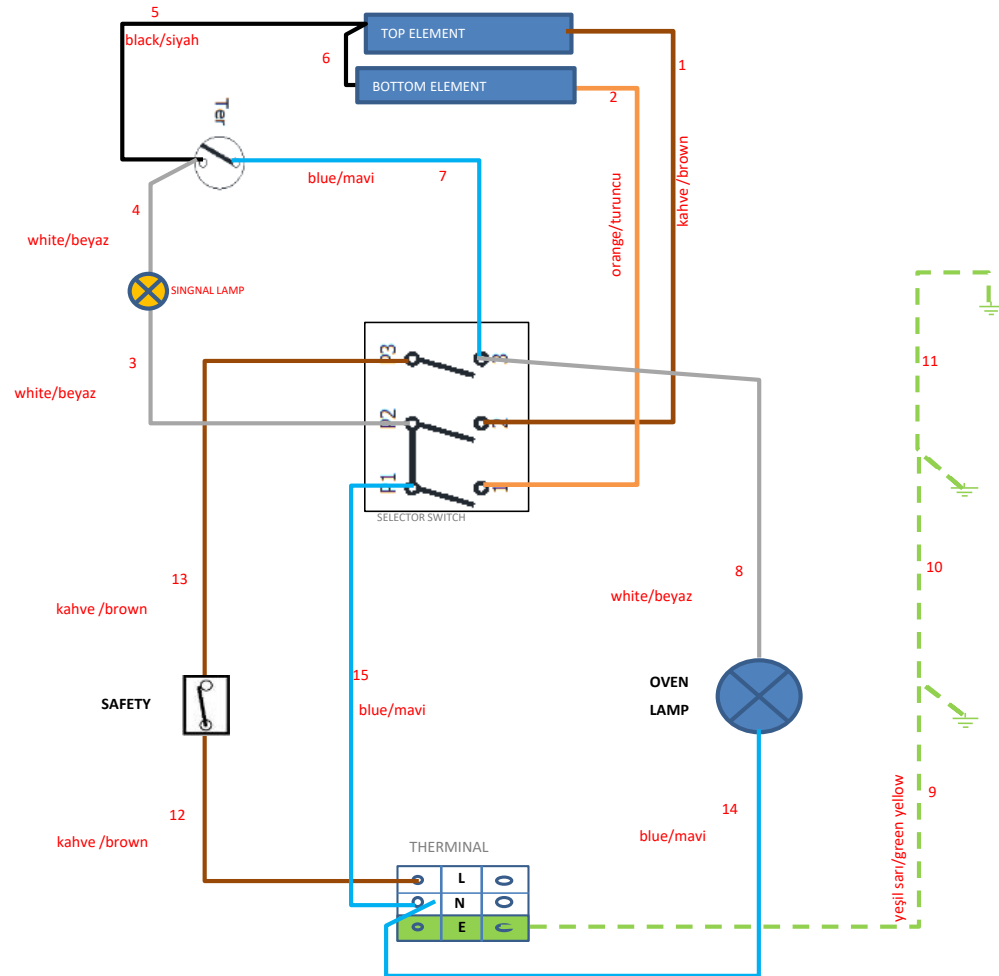 5
black/siyah
TOP ELEMENT
6
1
BOTTOM ELEMENT
2
Ter
blue/mavi
7
kahve /brown
4
orange/turuncu
white/beyaz
SINGNAL LAMP
3
P3
3
11
white/beyaz
P2
2
P1
1
SELECTOR SWITCH
13
8
10
white/beyaz
kahve /brown
15
OVEN
LAMP
SAFETY
blue/mavi
12
14
9
kahve /brown
blue/mavi
yeşil sarı/green yellow
THERMINAL
L
N
E